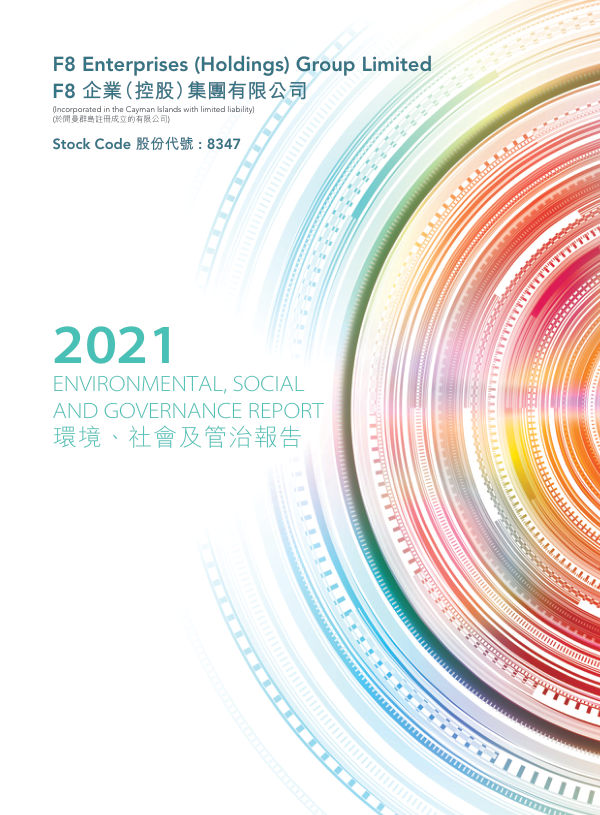 F8 Enterprises (Holdings) Group Limited
F8 企業（控股）集團有限公司
(Incorporated in the Cayman Islands with limited liability)
(於開曼群島註冊成立的有限公司)
Stock Code 股份代號 : 8347
2021
ENVIRONMENTAL, SOCIAL
AND GOVERNANCE REPORT
環境、社會及管治報告